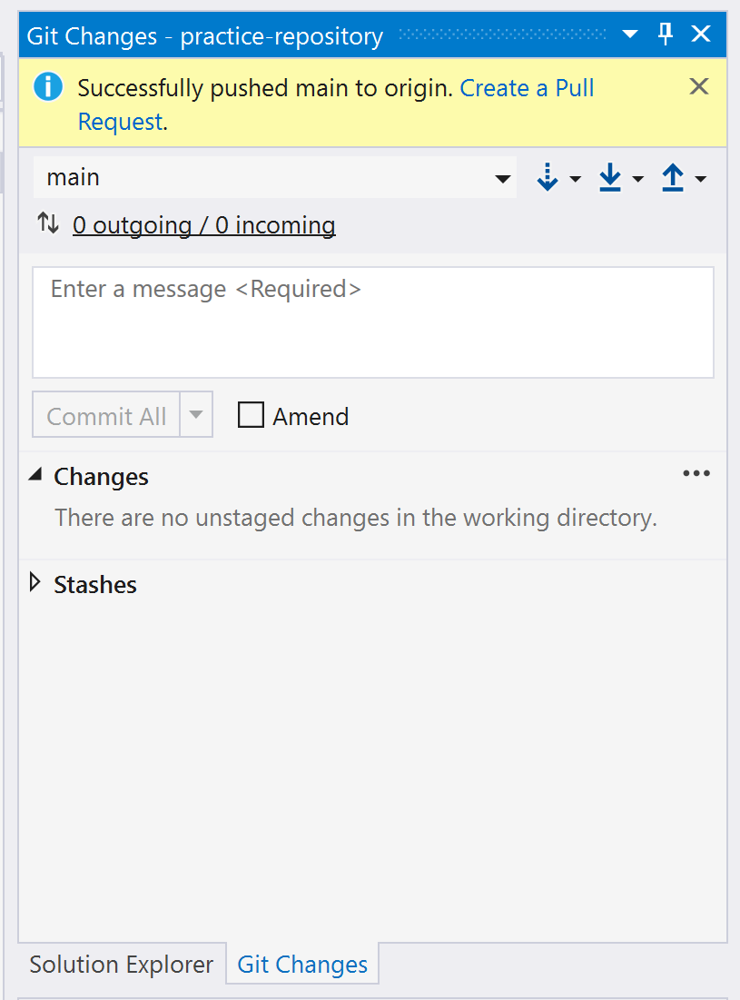 Git Changes - practice-repository
Successfully pushed main to origin. Create a Pull
Request.
main
0 outgoing / 0 incoming
Enter a message <Required>
Commit All
Amend
Changes
There are no unstaged changes in the working directory.
Stashes
Solution Explorer
Git Changes